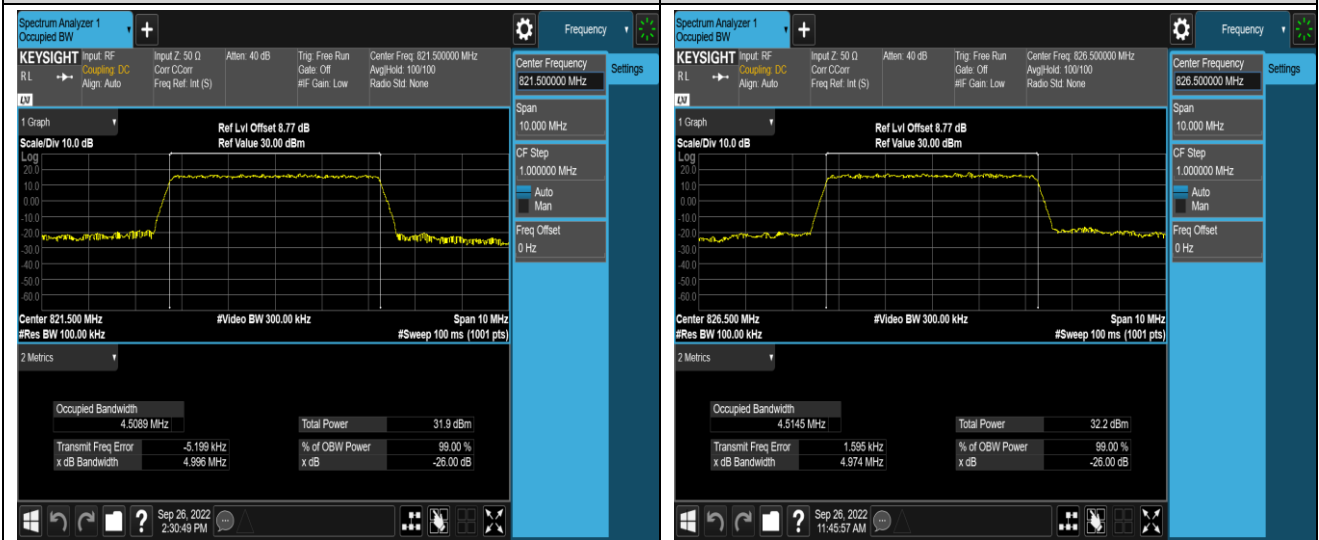 Spectrum Analyzer 1
Occupied BW
+
Frequency
KEYSIGHT
R L
LXI
Input: RF
Coupling: DC
Align: Auto
Input Z: 50 Ω
Corr CCorr
Freq Ref: Int (S)
Atten: 40 dB
Trig: Free Run
Gate: Off
#IF Gain: Low
Center Freq: 821.500000 MHz
Avg|Hold: 100/100
Radio Std: None
Center Frequency
821.500000 MHz
Settings
Span
10.000 MHz
CF Step
1.000000 MHz
Auto
Man
Freq Offset
0 Hz
1 Graph
Scale/Div 10.0 dB
Ref Lvl Offset 8.77 dB
Ref Value 30.00 dBm
Log
20.0
10.0
0.00
-10.0
-20.0
-30.0
-40.0
-50.0
-60.0
Center 821.500 MHz
#Video BW 300.00 kHz
Span 10 MHz
#Res BW 100.00 kHz
#Sweep 100 ms (1001 pts)
2 Metrics
Occupied Bandwidth
4.5089 MHz
Total Power 31.9 dBm
Transmit Freq Error -5.199 kHz
% of OBW Power 99.00 %
x dB Bandwidth 4.996 MHz
x dB -26.00 dB
?
Sep 26, 2022
2:30:49 PM
Spectrum Analyzer 1
Occupied BW
+
Frequency
KEYSIGHT
R L
LXI
Input: RF
Coupling: DC
Align: Auto
Input Z: 50 Ω
Corr CCorr
Freq Ref: Int (S)
Atten: 40 dB
Trig: Free Run
Gate: Off
#IF Gain: Low
Center Freq: 826.500000 MHz
Avg|Hold: 100/100
Radio Std: None
Center Frequency
826.500000 MHz
Settings
Span
10.000 MHz
CF Step
1.000000 MHz
Auto
Man
Freq Offset
0 Hz
1 Graph
Scale/Div 10.0 dB
Ref Lvl Offset 8.77 dB
Ref Value 30.00 dBm
Log
20.0
10.0
0.00
-10.0
-20.0
-30.0
-40.0
-50.0
-60.0
Center 826.500 MHz
#Video BW 300.00 kHz
Span 10 MHz
#Res BW 100.00 kHz
#Sweep 100 ms (1001 pts)
2 Metrics
Occupied Bandwidth
4.5145 MHz
Total Power 32.2 dBm
Transmit Freq Error 1.595 kHz
% of OBW Power 99.00 %
x dB Bandwidth 4.974 MHz
x dB -26.00 dB
?
Sep 26, 2022
11:45:57 AM